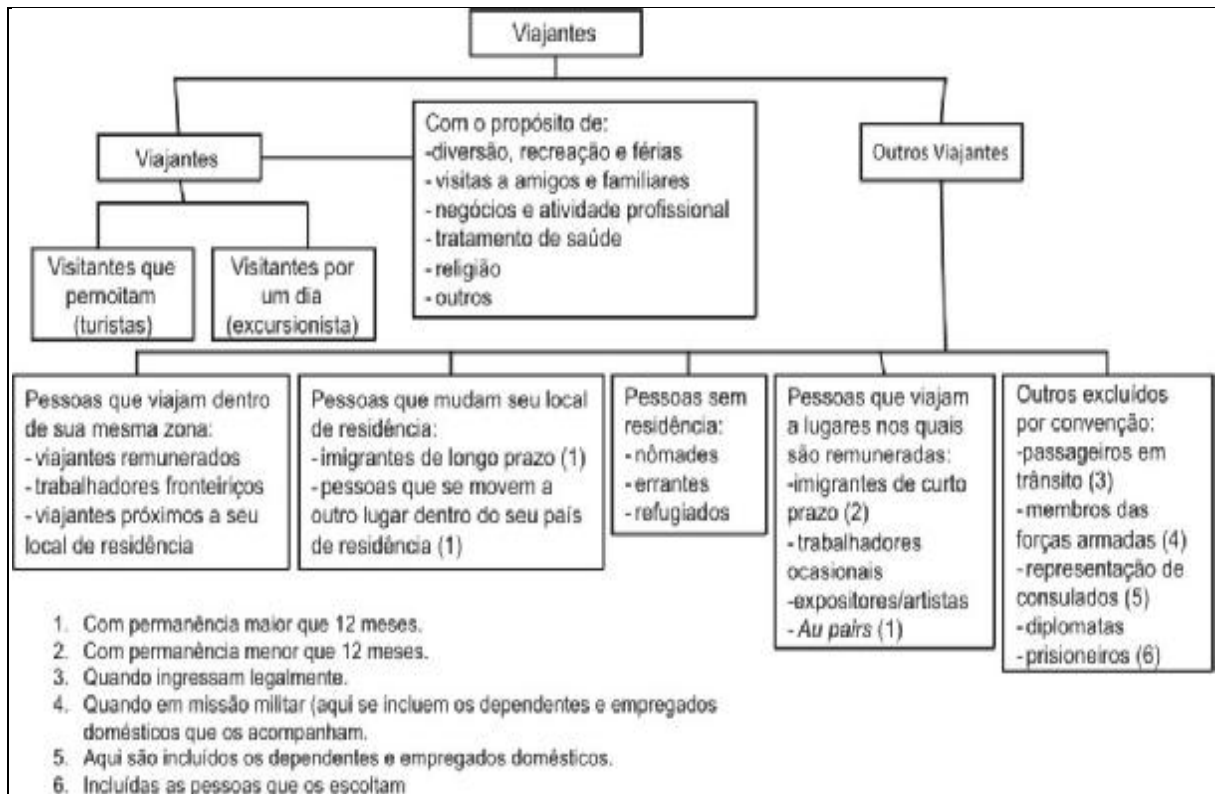 Viajantes
Viajantes
Com o propósito de:
-diversão, recreação e férias
- visitas a amigos e familiares
- negócios e atividade profissional
- tratamento de saúde
- religião
- outros
Outros Viajantes
Visitantes que
pernoitam
(turistas)
Visitantes por
um dia
(excursionista)
Pessoas que viajam dentro
de sua mesma zona:
- viajantes remunerados
- trabalhadores fronteiriços
- viajantes próximos a seu
local de residência
Pessoas que mudam seu local
de residência:
- imigrantes de longo prazo (1)
- pessoas que se movem a
outro lugar dentro do seu país
de residência (1)
Pessoas sem
residência:
- nômades
- errantes
- refugiados
Pessoas que viajam
a lugares nos quais
são remuneradas:
-imigrantes de curto
prazo (2)
- trabalhadores
ocasionais
-expositores/artistas
- Au pairs (1)
Outros excluídos
por convenção:
-passageiros em
trânsito (3)
- membros das
forças armadas (4)
- representação de
consulados (5)
-diplomatas
-prisioneiros (6)
1. Com permanência maior que 12 meses.
2. Com permanência menor que 12 meses.
3. Quando ingressam legalmente.
4. Quando em missão militar (aqui se incluem os dependentes e empregados
domésticos que os acompanham.
5. Aqui são incluídos os dependentes e empregados domésticos.
6. Incluídas as pessoas que os escoltam